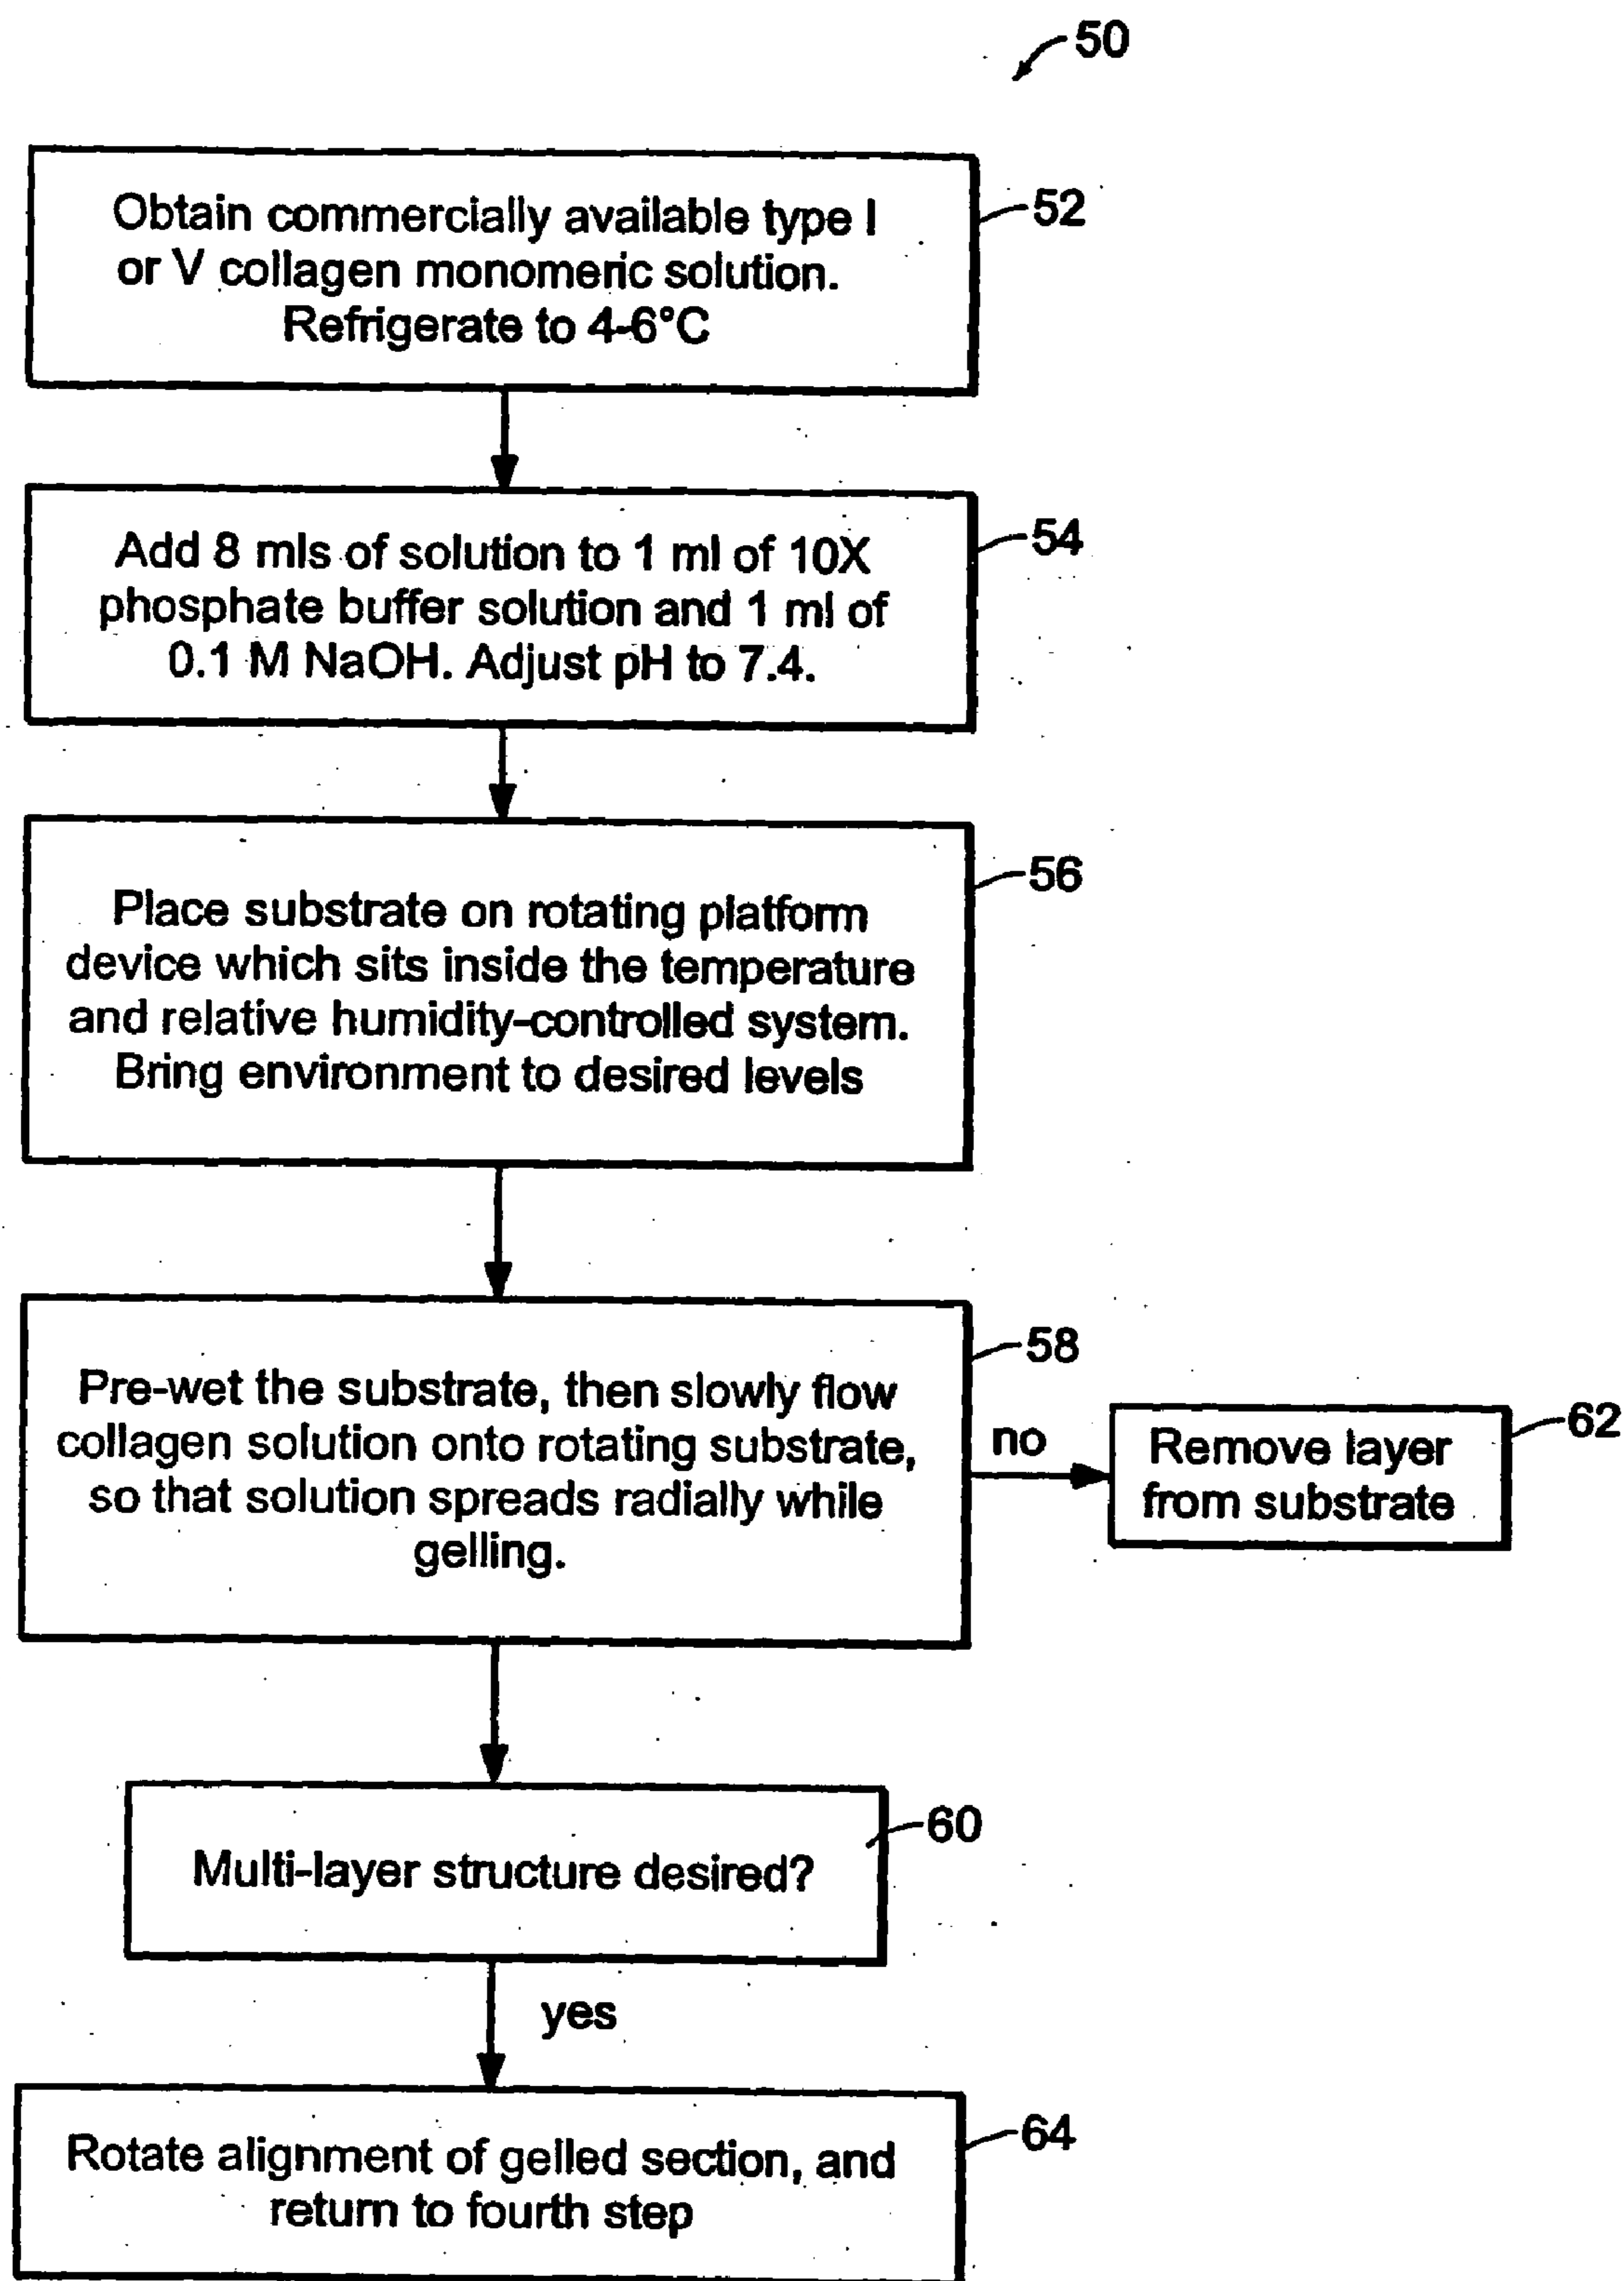 50
Obtain commercially available type I
or V collagen monomeric solution.
Refrigerate to 4-6°C
52
Add 8 mls of solution to 1 ml of 10X
phosphate buffer solution and 1 ml of
0.1 M NaOH. Adjust pH to 7.4.
54
Place substrate on rotating platform
device which sits inside the temperature
and relative humidity-controlled system.
Bring environment to desired levels
56
Pre-wet the substrate, then slowly flow
collagen solution onto rotating substrate,
so that solution spreads radially while
gelling.
58
no
Remove layer
from substrate
62
Multi-layer structure desired?
60
yes
Rotate alignment of gelled section, and
return to fourth step
64